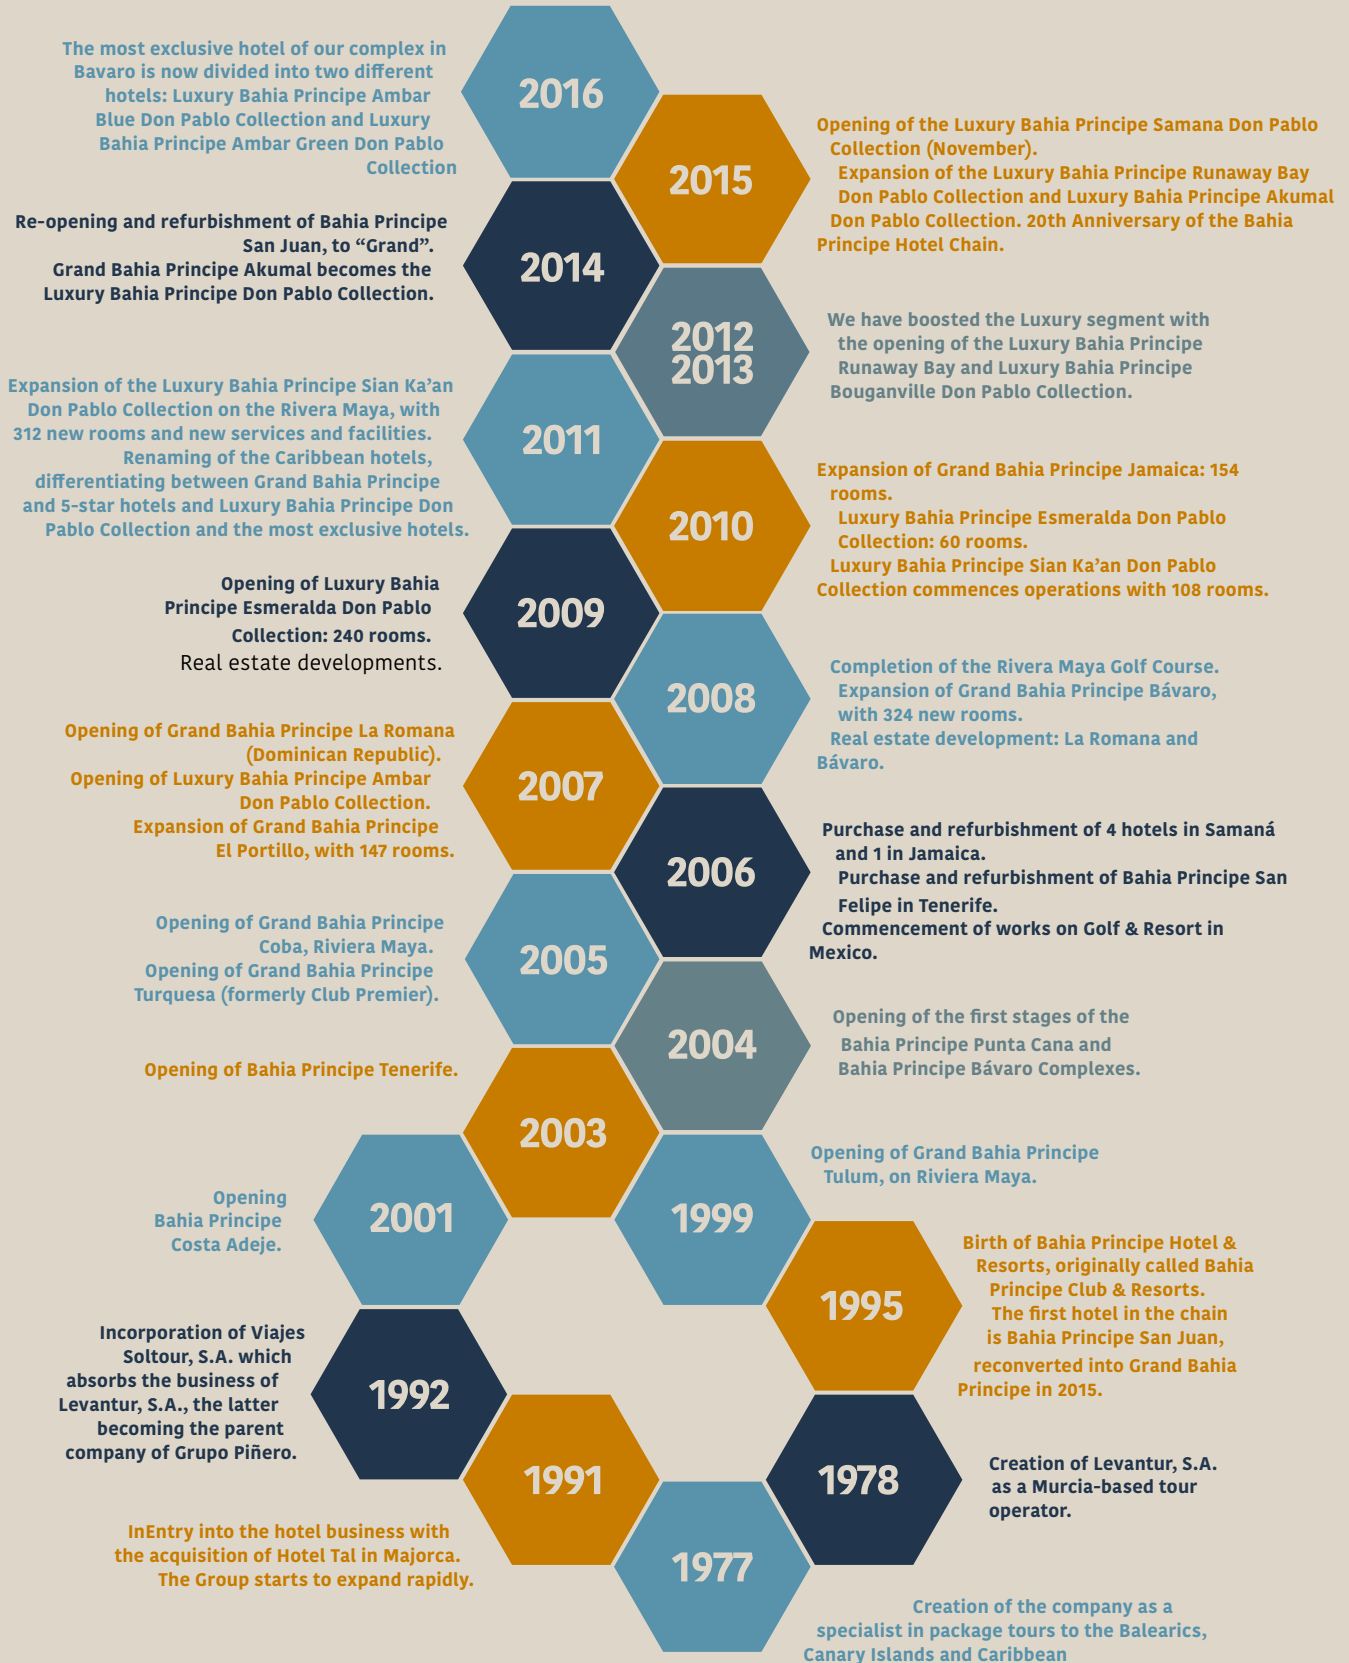 2016
The most exclusive hotel of our complex in
Bavaro is now divided into two different
hotels: Luxury Bahia Principe Ambar
Blue Don Pablo Collection and Luxury
Bahia Principe Ambar Green Don Pablo
Collection
2015
Opening of the Luxury Bahia Principe Samana Don Pablo
Collection (November).
Expansion of the Luxury Bahia Principe Runaway Bay
Don Pablo Collection and Luxury Bahia Principe Akumal
Don Pablo Collection. 20th Anniversary of the Bahia
Principe Hotel Chain.
2014
Re-opening and refurbishment of Bahia Principe
San Juan, to “Grand”.
Grand Bahia Principe Akumal becomes the
Luxury Bahia Principe Don Pablo Collection.
2012
2013
We have boosted the Luxury segment with
the opening of the Luxury Bahia Principe
Runaway Bay and Luxury Bahia Principe
Bouganville Don Pablo Collection.
2011
Expansion of the Luxury Bahia Principe Sian Ka’an
Don Pablo Collection on the Rivera Maya, with
312 new rooms and new services and facilities.
Renaming of the Caribbean hotels,
differentiating between Grand Bahia Principe
and 5-star hotels and Luxury Bahia Principe Don
Pablo Collection and the most exclusive hotels.
2010
Expansion of Grand Bahia Principe Jamaica: 154
rooms.
Luxury Bahia Principe Esmeralda Don Pablo
Collection: 60 rooms.
Luxury Bahia Principe Sian Ka’an Don Pablo
Collection commences operations with 108 rooms.
2009
Opening of Luxury Bahia
Principe Esmeralda Don Pablo
Collection: 240 rooms.
Real estate developments.
2008
Completion of the Rivera Maya Golf Course.
Expansion of Grand Bahia Principe Bávaro,
with 324 new rooms.
Real estate development: La Romana and
Bávaro.
2007
Opening of Grand Bahia Principe La Romana
(Dominican Republic).
Opening of Luxury Bahia Principe Ambar
Don Pablo Collection.
Expansion of Grand Bahia Principe
El Portillo, with 147 rooms.
2006
Purchase and refurbishment of 4 hotels in Samaná
and 1 in Jamaica.
Purchase and refurbishment of Bahia Principe San
Felipe in Tenerife.
Commencement of works on Golf & Resort in
Mexico.
2005
Opening of Grand Bahia Principe
Coba, Riviera Maya.
Opening of Grand Bahia Principe
Turquesa (formerly Club Premier).
2004
Opening of the first stages of the
Bahia Principe Punta Cana and
Bahia Principe Bávaro Complexes.
2003
Opening of Bahia Principe Tenerife.
2001
Opening
Bahia Principe
Costa Adeje.
1999
Opening of Grand Bahia Principe
Tulum, on Riviera Maya.
1995
Birth of Bahia Principe Hotel &
Resorts, originally called Bahia
Principe Club & Resorts.
The first hotel in the chain
is Bahia Principe San Juan,
reconverted into Grand Bahia
Principe in 2015.
1992
Incorporation of Viajes
Soltour, S.A. which
absorbs the business of
Levantur, S.A., the latter
becoming the parent
company of Grupo Piñero.
1991
InEntry into the hotel business with
the acquisition of Hotel Tal in Majorca.
The Group starts to expand rapidly.
1978
Creation of Levantur, S.A.
as a Murcia-based tour
operator.
1977
Creation of the company as a
specialist in package tours to the Balearics,
Canary Islands and Caribbean